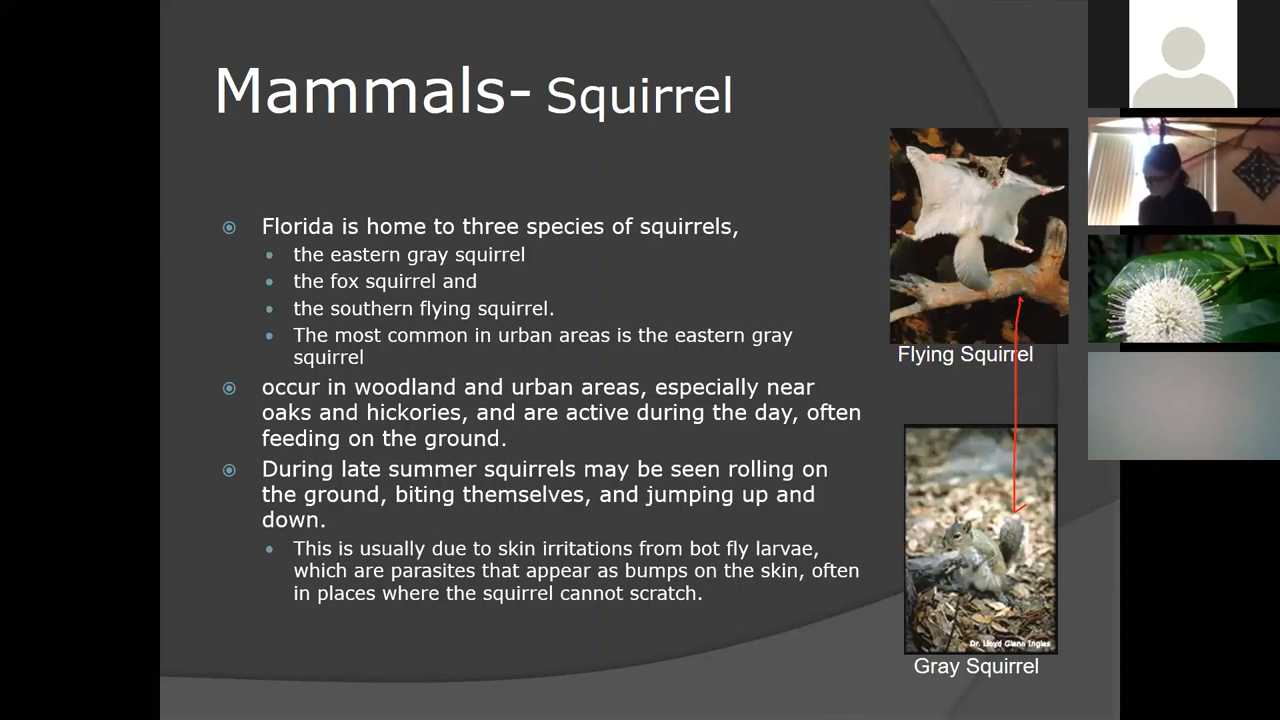 Mammals- Squirrel
Florida is home to three species of squirrels,
the eastern gray squirrel
the fox squirrel and
the southern flying squirrel.
The most common in urban areas is the eastern gray
squirrel
occur in woodland and urban areas, especially near
oaks and hickories, and are active during the day, often
feeding on the ground.
During late summer squirrels may be seen rolling on
the ground, biting themselves, and jumping up and
down.
This is usually due to skin irritations from bot fly larvae,
which are parasites that appear as bumps on the skin, often
in places where the squirrel cannot scratch.
Flying Squirrel
Dr. Lloyd Glenn Ingles
Gray Squirrel